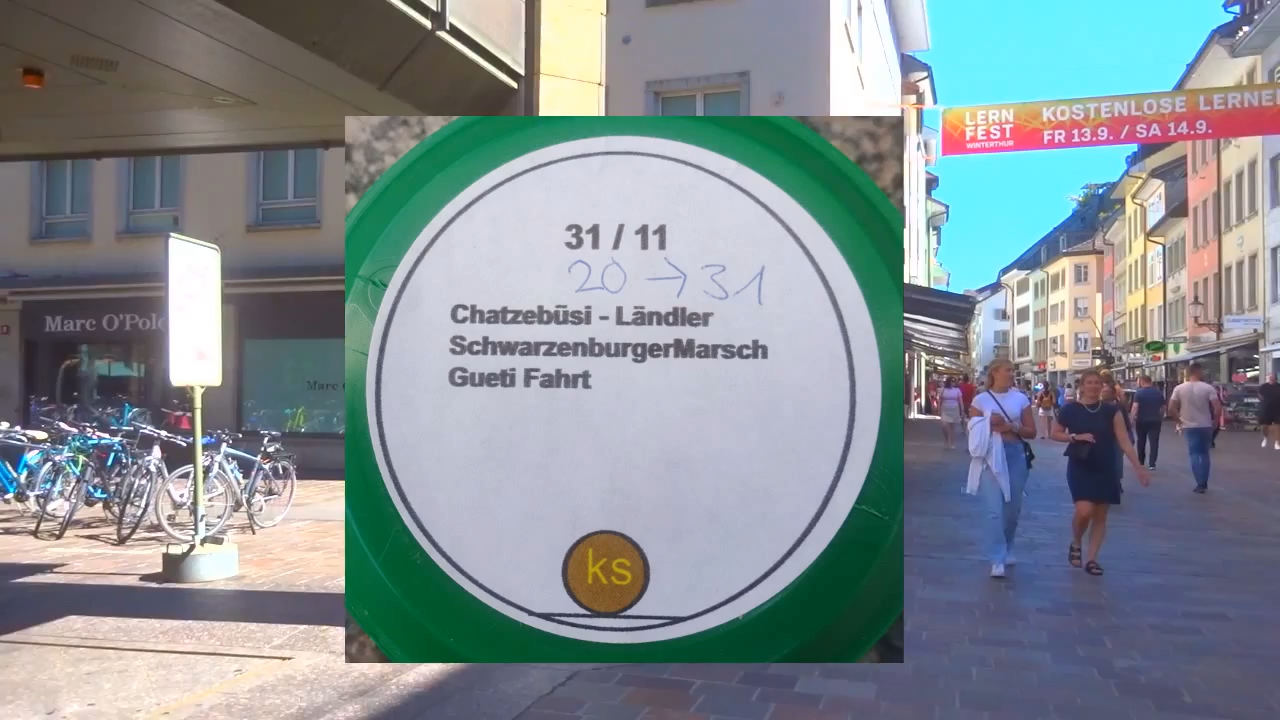 Marc O'Polo
Marc
LERN
FEST
WINTERTHUR
KOSTENLOSE LERNE
FR 13.9. / SA 14.9.
31 / 11
20 → 31
Chatzebüsi - Ländler
SchwarzenburgerMarsch
Gueti Fahrt
ks